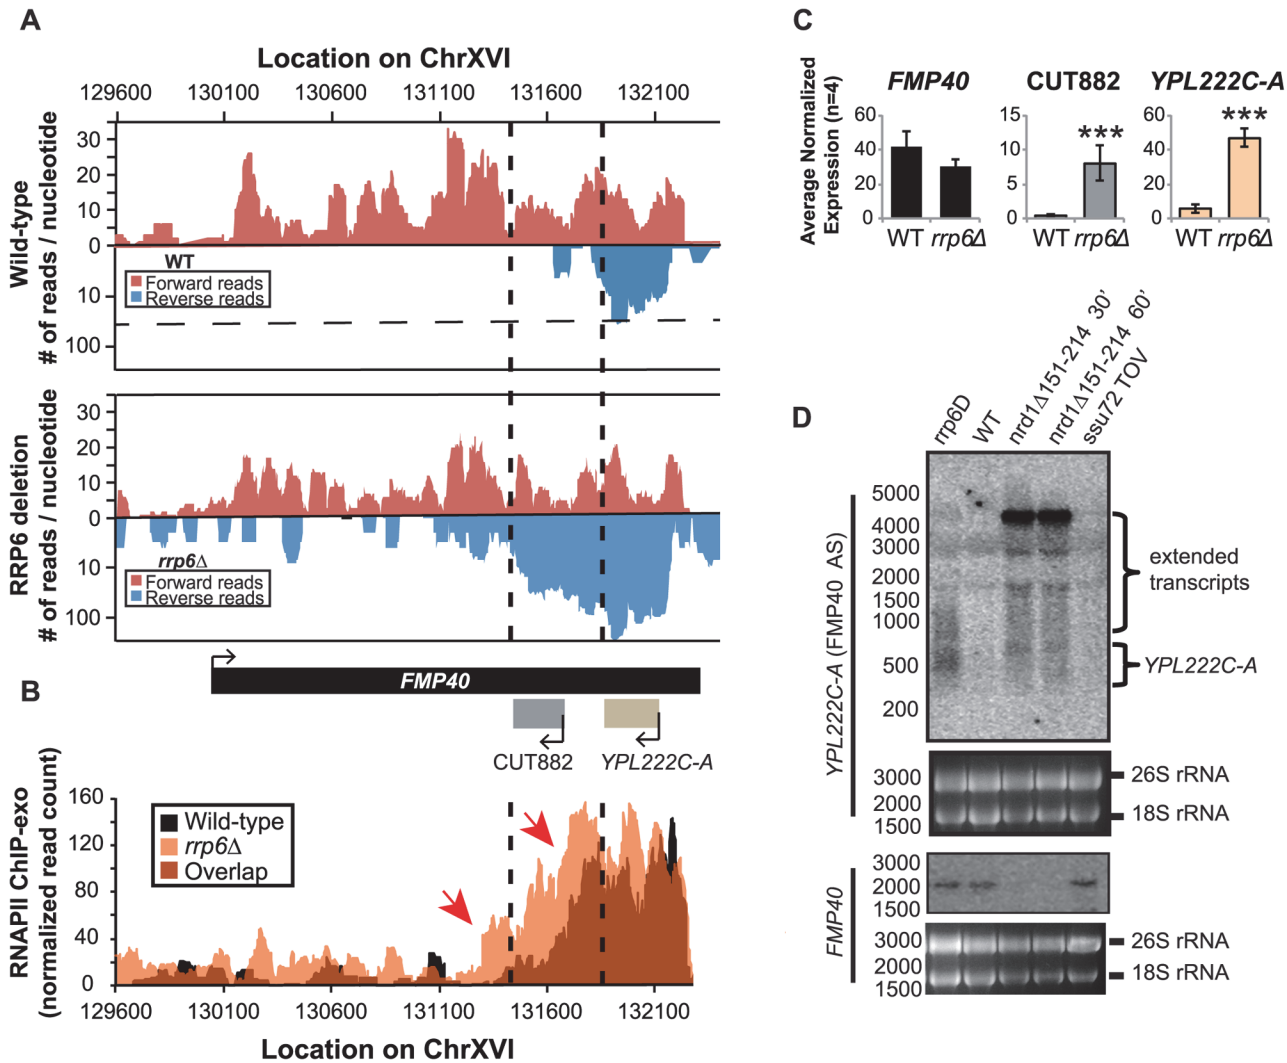 A
Location on ChrXVI
129600 130100 130600 131100 131600 132100
Wild-type
# of reads / nucleotide
30
20
10
0
10
100
WT
Forward reads
Reverse reads
RRP6 deletion
# of reads / nucleotide
30
20
10
0
10
100
rrp6Δ
Forward reads
Reverse reads
FMP40
CUT882 YPL222C-A
B
RNAPII ChIP-exo
(normalized read count)
160
120
80
40
0
Wild-type
rrp6Δ
Overlap
129600 130100 130600 131100 131600 132100
Location on ChrXVI
C
Average Normalized
Expression (n=4)
FMP40
60
40
20
0
WT rrp6Δ
CUT882
15
10
5
0
***
WT rrp6Δ
YPL222C-A
60
40
20
0
***
WT rrp6Δ
D
rrp6D
WT
nrd1Δ151-214 30'
nrd1Δ151-214 60'
ssu72 TOV
YPL222C-A (FMP40 AS)
5000
4000
3000
2000
1500
1000
500
200
extended
transcripts
YPL222C-A
3000
2000
1500
26S rRNA
18S rRNA
FMP40
3000
2000
1500
3000
2000
1500
26S rRNA
18S rRNA